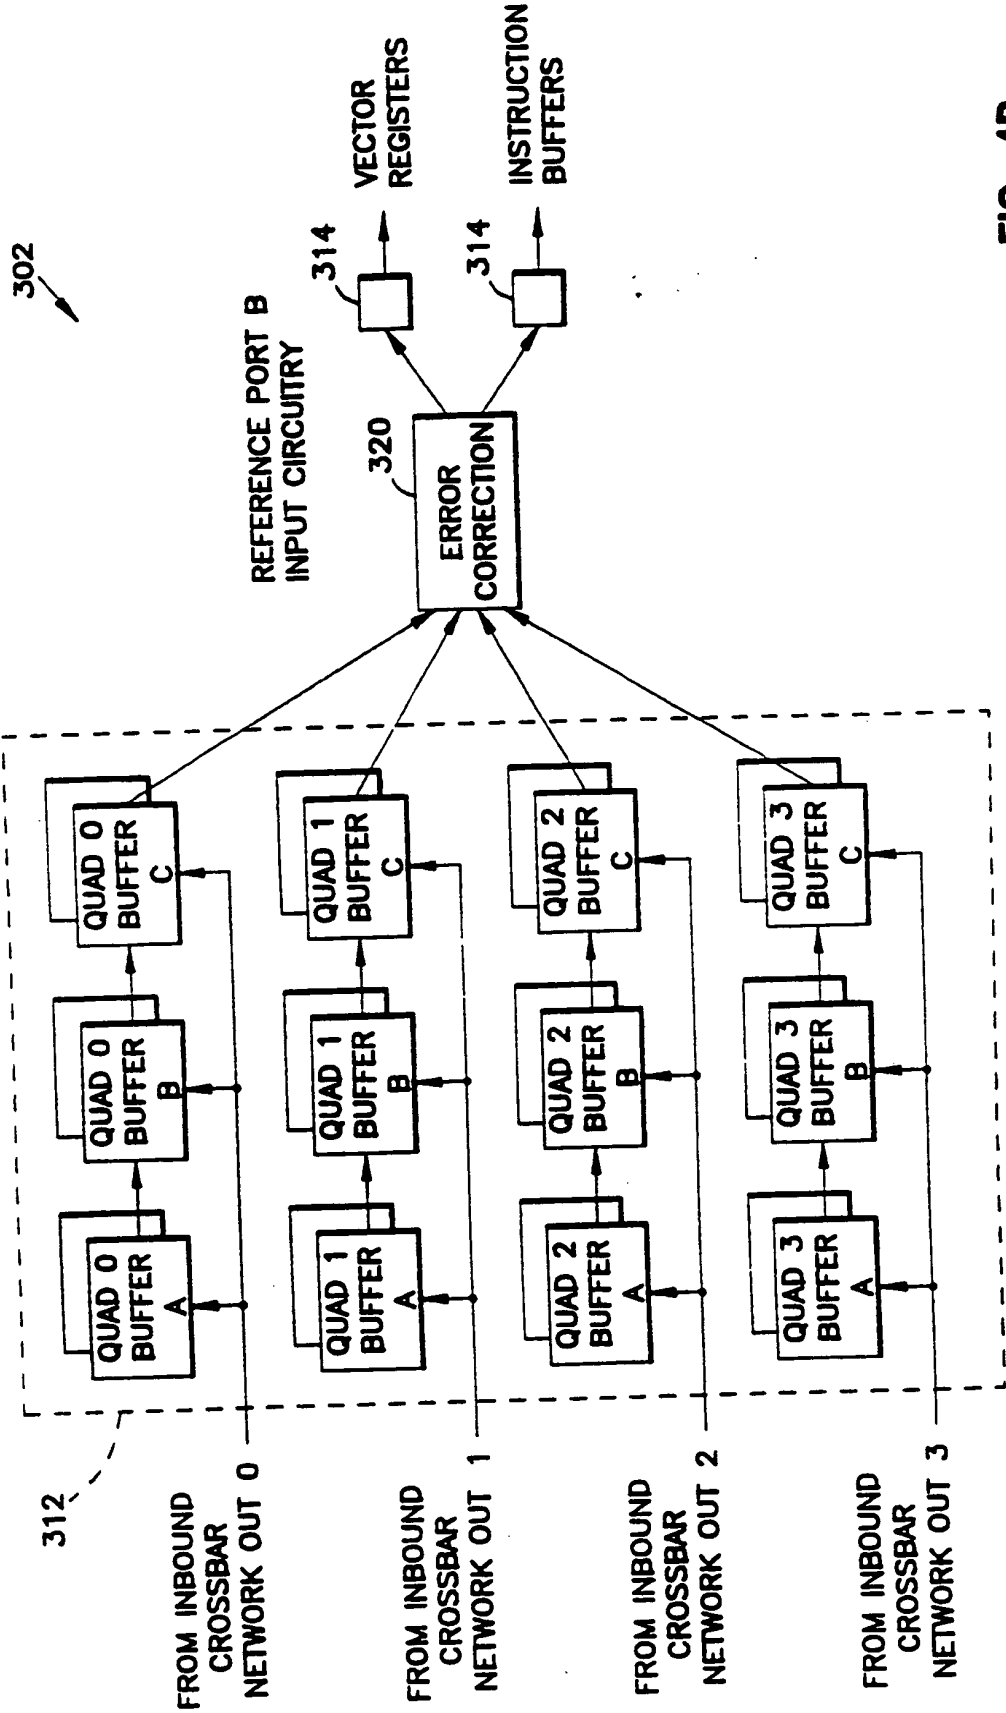 302
REFERENCE PORT B
INPUT CIRCUITRY
312
QUAD 0
BUFFER
A
QUAD 0
BUFFER
B
QUAD 0
BUFFER
C
FROM INBOUND
CROSSBAR
NETWORK OUT 0
QUAD 1
BUFFER
A
QUAD 1
BUFFER
B
QUAD 1
BUFFER
C
FROM INBOUND
CROSSBAR
NETWORK OUT 1
QUAD 2
BUFFER
A
QUAD 2
BUFFER
B
QUAD 2
BUFFER
C
FROM INBOUND
CROSSBAR
NETWORK OUT 2
QUAD 3
BUFFER
A
QUAD 3
BUFFER
B
QUAD 3
BUFFER
C
FROM INBOUND
CROSSBAR
NETWORK OUT 3
320
ERROR
CORRECTION
314
VECTOR
REGISTERS
314
INSTRUCTION
BUFFERS